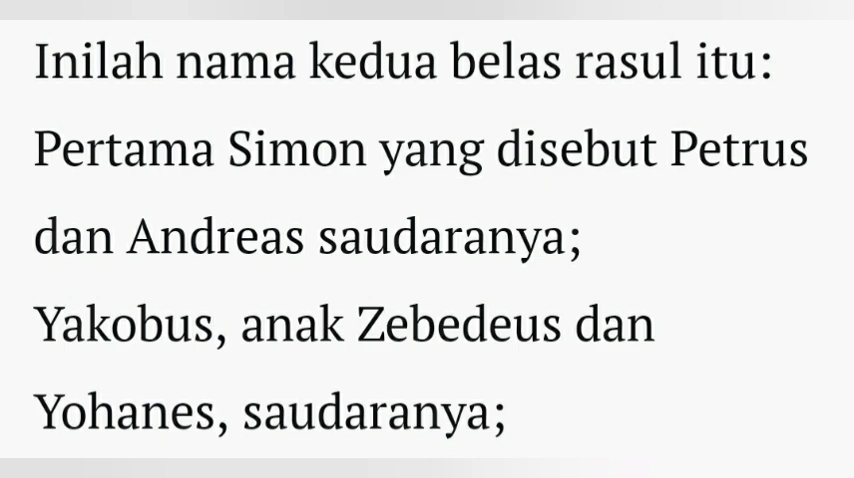 Inilah nama kedua belas rasul itu:
Pertama Simon yang disebut Petrus
dan Andreas saudaranya;
Yakobus, anak Zebedeus dan
Yohanes, saudaranya;